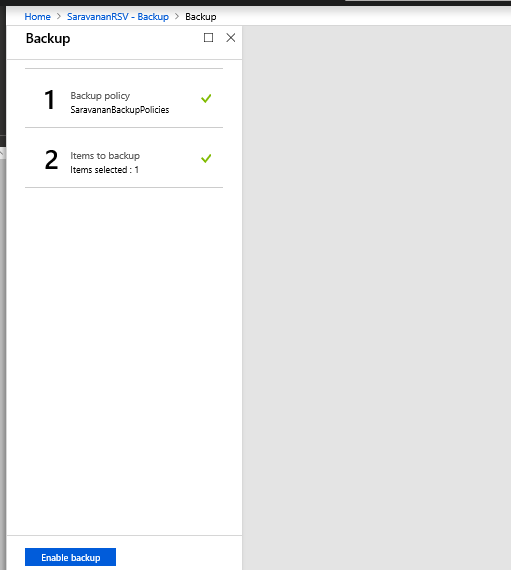 Home > SaravananRSV - Backup > Backup
Backup
1 Backup policy
SaravananBackupPolicies
2 Items to backup
Items selected : 1
Enable backup